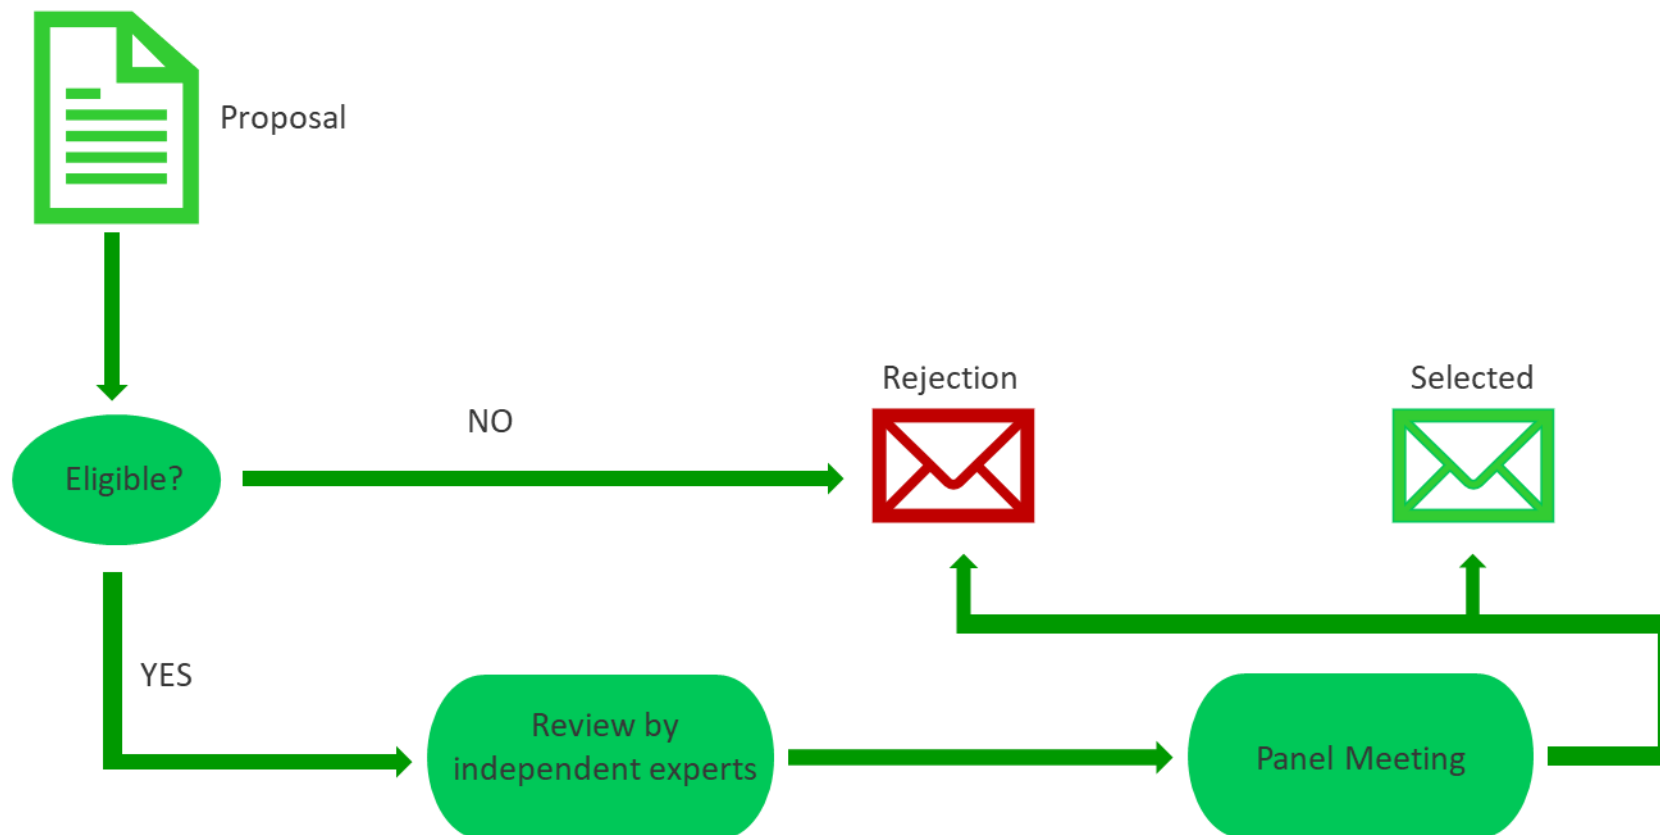 Proposal
Rejection
Selected
NO
Eligible?
YES
Review by
independent experts
Panel Meeting